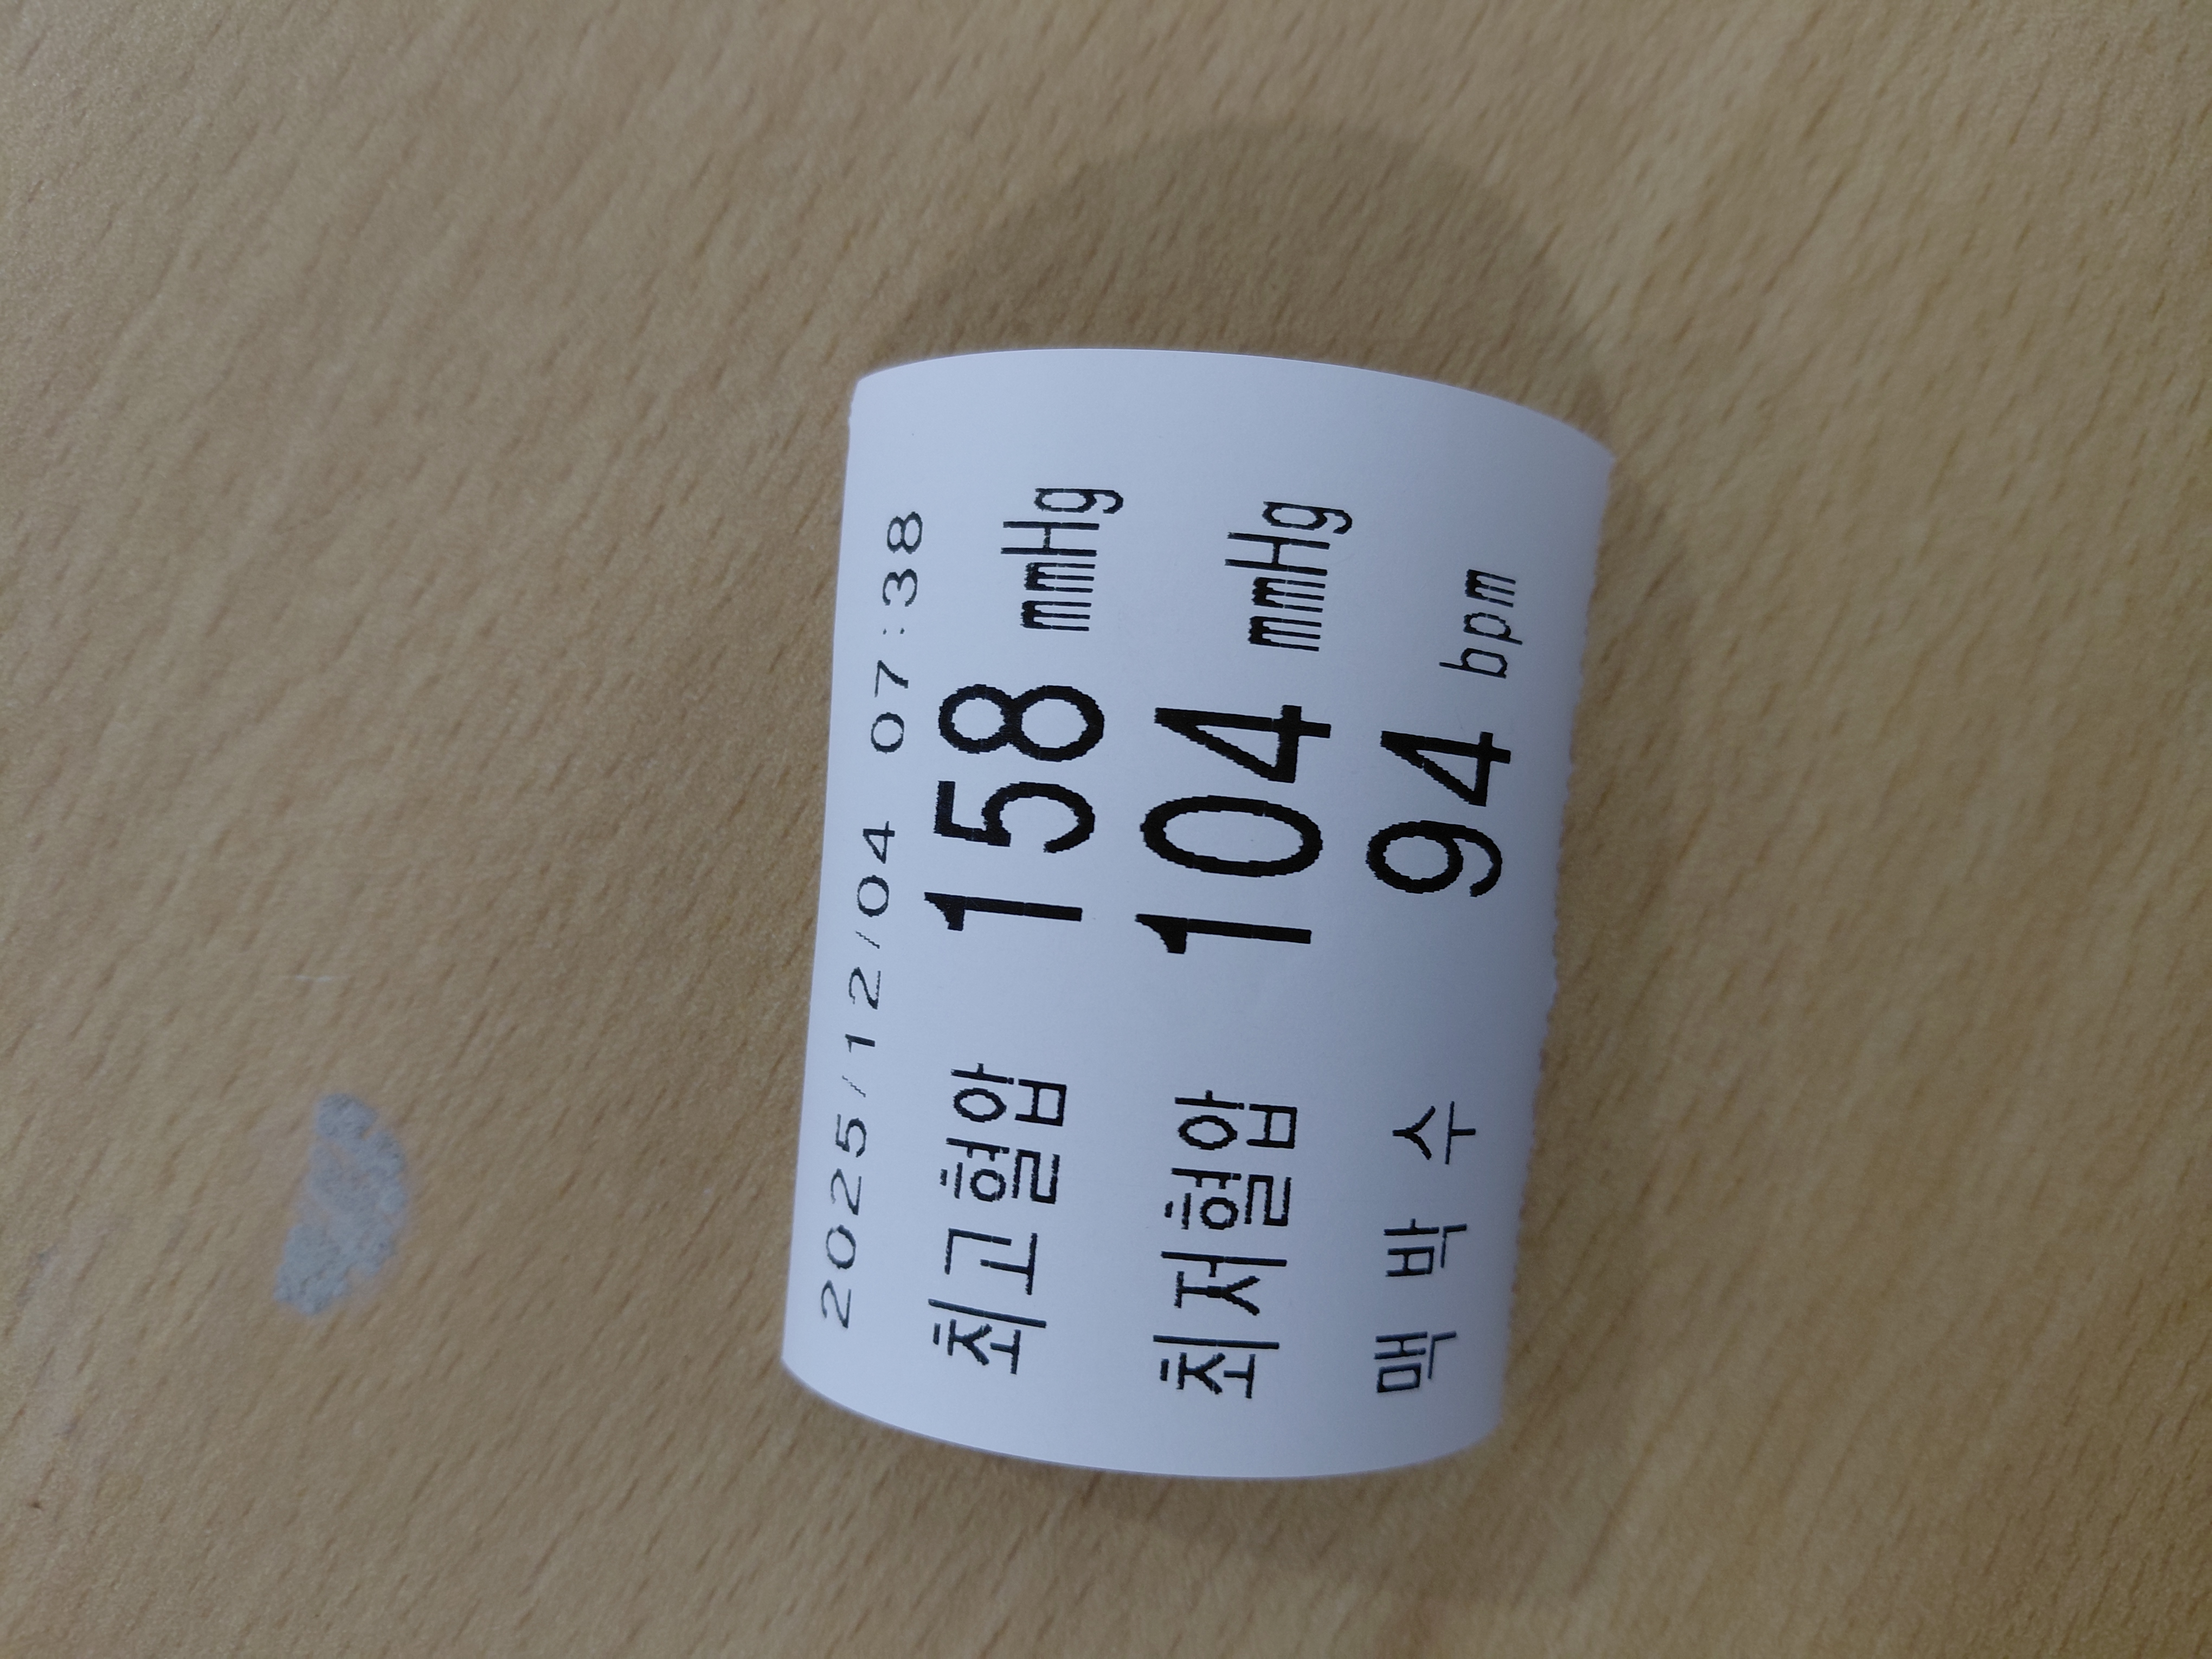 2025/12/04 07:38
최고혈압 158 mmHg
최저혈압 104 mmHg
맥 박 수 94 bpm